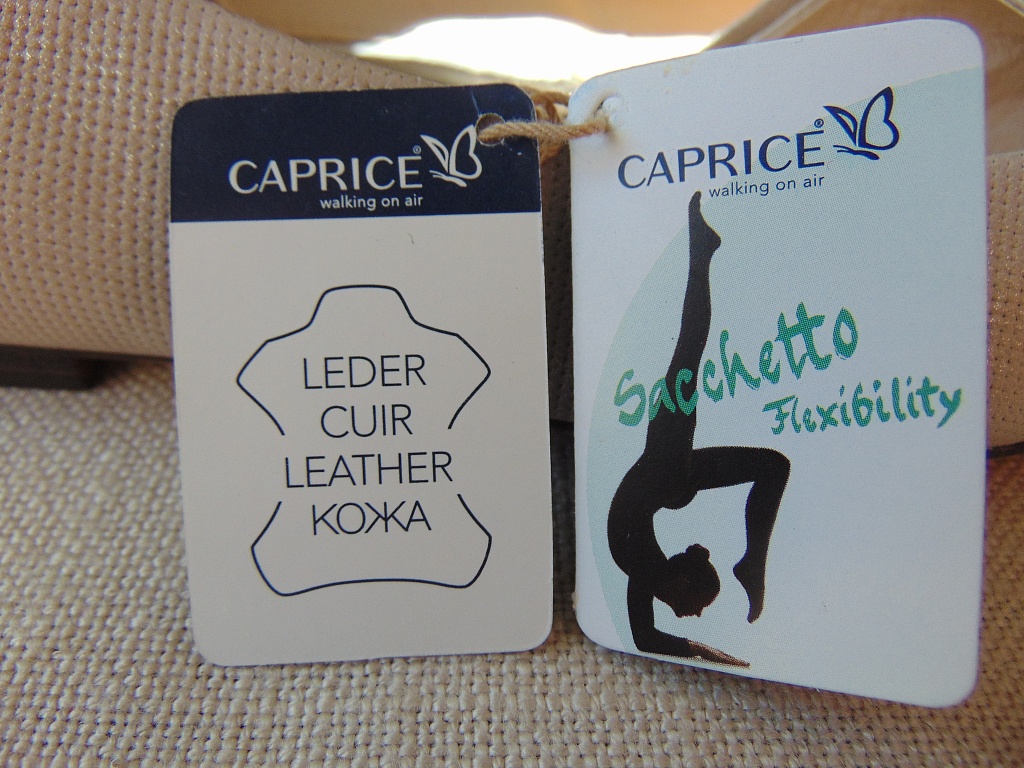 CAPRICE®
walking on air
LEDER
CUIR
LEATHER
КОЖА
CAPRICE®
walking on air
Sacchetto
Flexibility